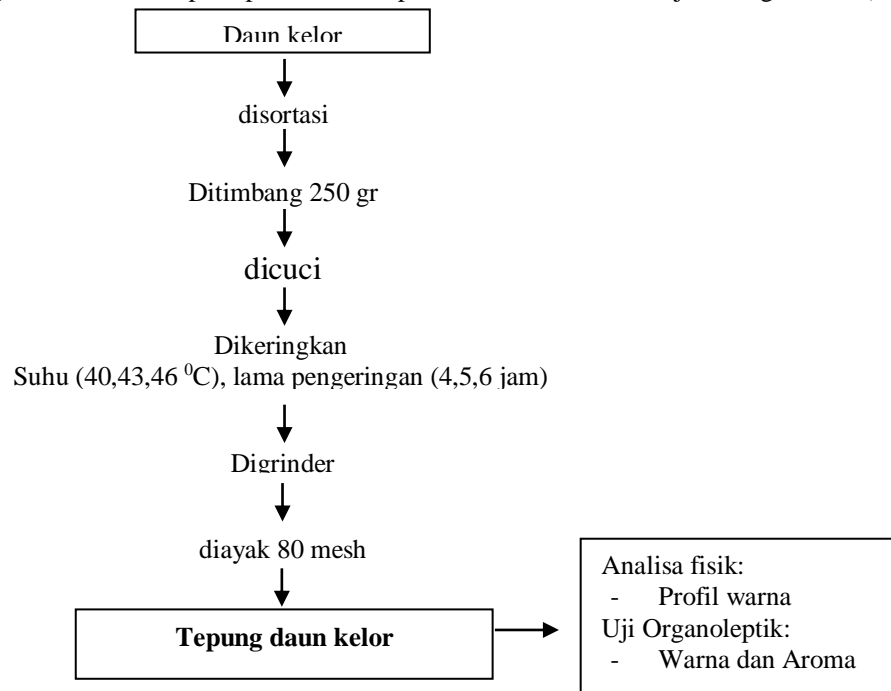 Daun kelor
disortasi
Ditimbang 250 gr
dicuci
Dikeringkan
Suhu (40,43,46 ⁰C), lama pengeringan (4,5,6 jam)
Digrinder
diayak 80 mesh
Tepung daun kelor
Analisa fisik:
- Profil warna
Uji Organoleptik:
- Warna dan Aroma